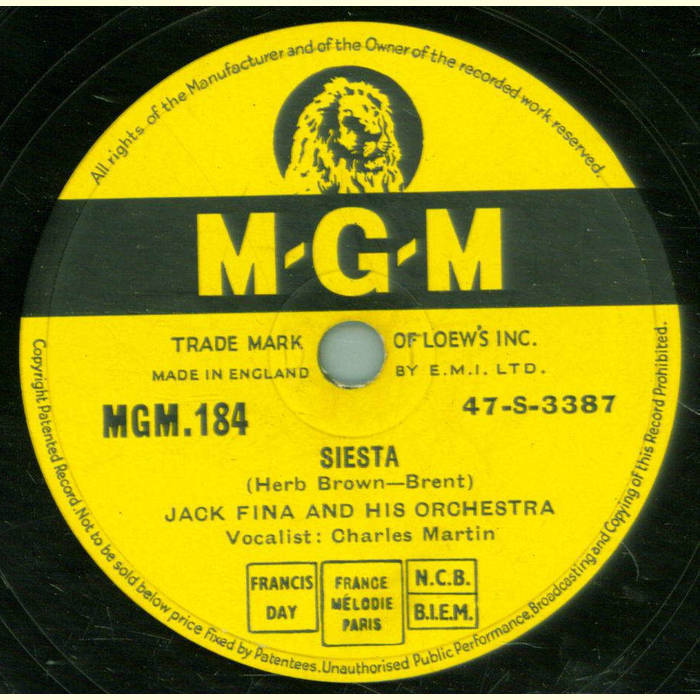 All rights of the Manufacturer and of the Owner of the recorded work reserved.
M-G-M
TRADE MARK OF LOEW'S INC.
MADE IN ENGLAND BY E.M.I. LTD.
MGM.184 47-S-3387
SIESTA
(Herb Brown—Brent)
JACK FINA AND HIS ORCHESTRA
Vocalist: Charles Martin
FRANCIS DAY
FRANCE MÉLODIE PARIS
N.C.B.
B.I.E.M.
Copyright Patented Record. Not to be sold below price Fixed by Patentees. Unauthorised Public Performance, Broadcasting and Copying of this Record Prohibited.